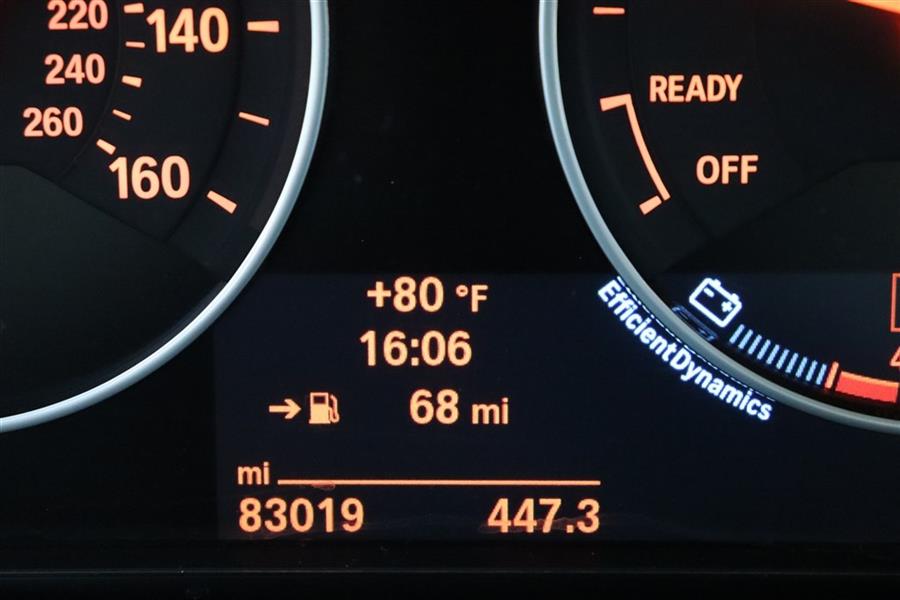 220
140
240
260
160
READY
OFF
+80 °F
16:06
68 mi
EfficientDynamics
mi
83019 447.3